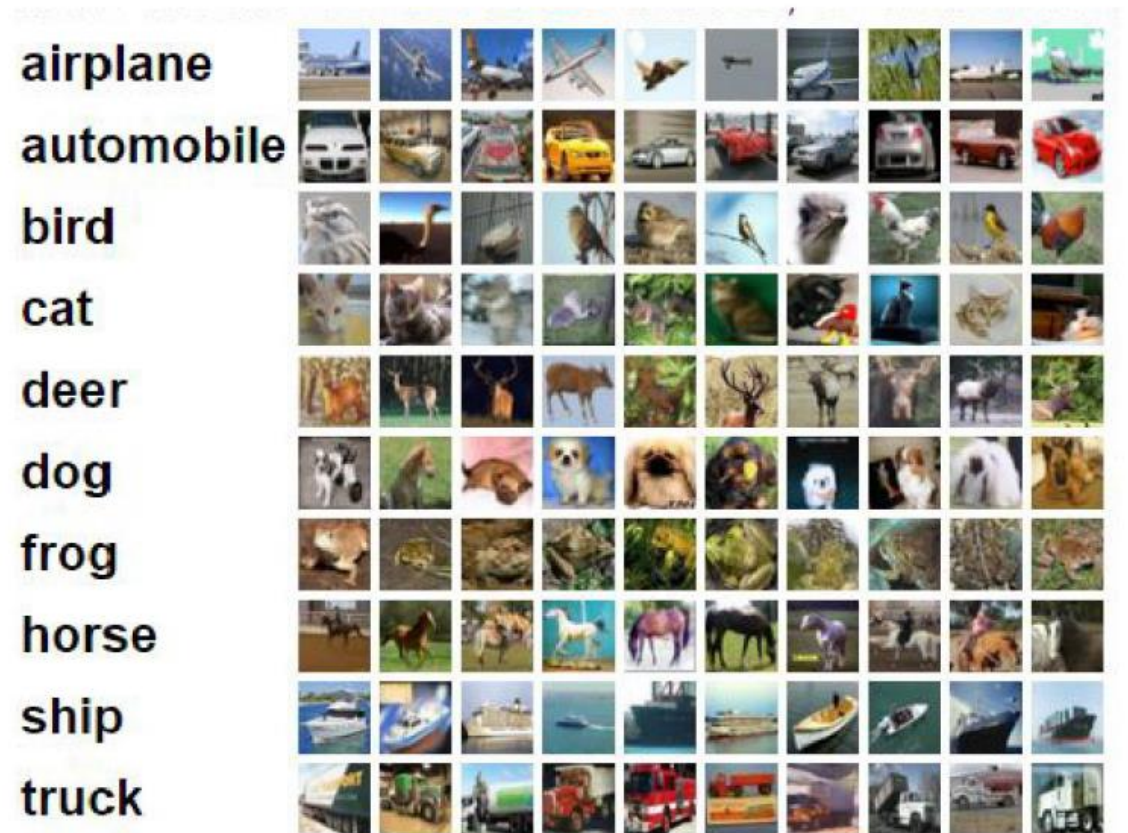 airplane
automobile
bird
cat
deer
dog
frog
horse
ship
truck